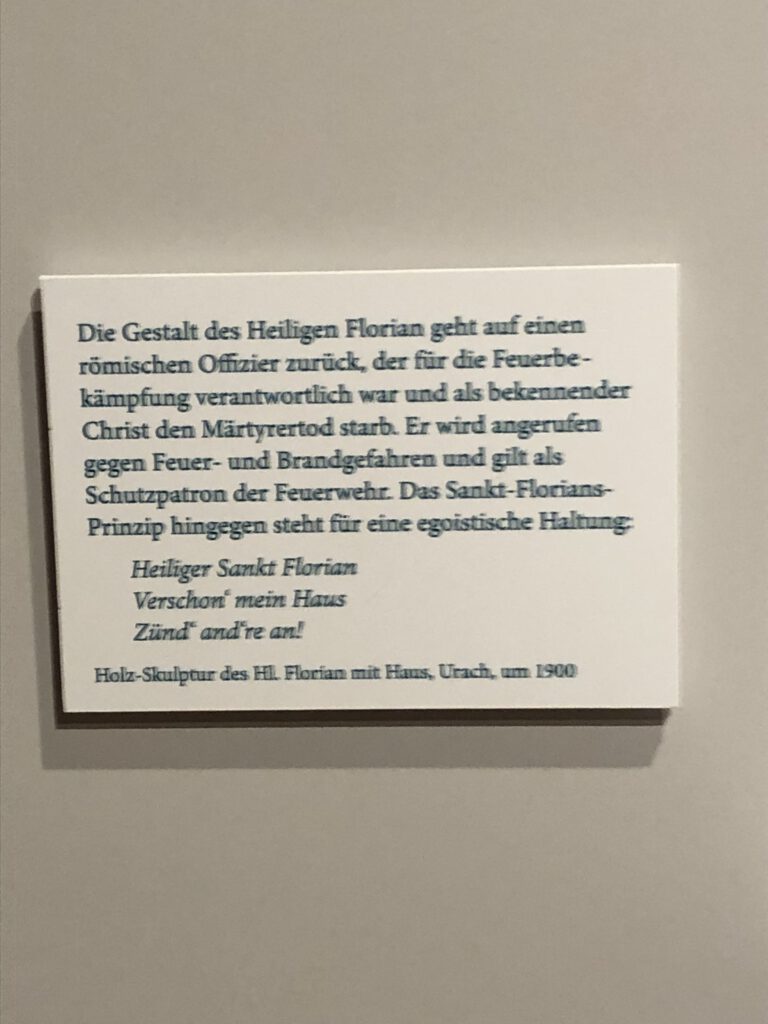 Die Gestalt des Heiligen Florian geht auf einen
römischen Offizier zurück, der für die Feuerbe-
kämpfung verantwortlich war und als bekennender
Christ den Märtyrertod starb. Er wird angerufen
gegen Feuer- und Brandgefahren und gilt als
Schutzpatron der Feuerwehr. Das Sankt-Florians-
Prinzip hingegen steht für eine egoistische Haltung:
Heiliger Sankt Florian
Verschon‘ mein Haus
Zünd‘ and‘re an!
Holz-Skulptur des Hl. Florian mit Haus, Urach, um 1900